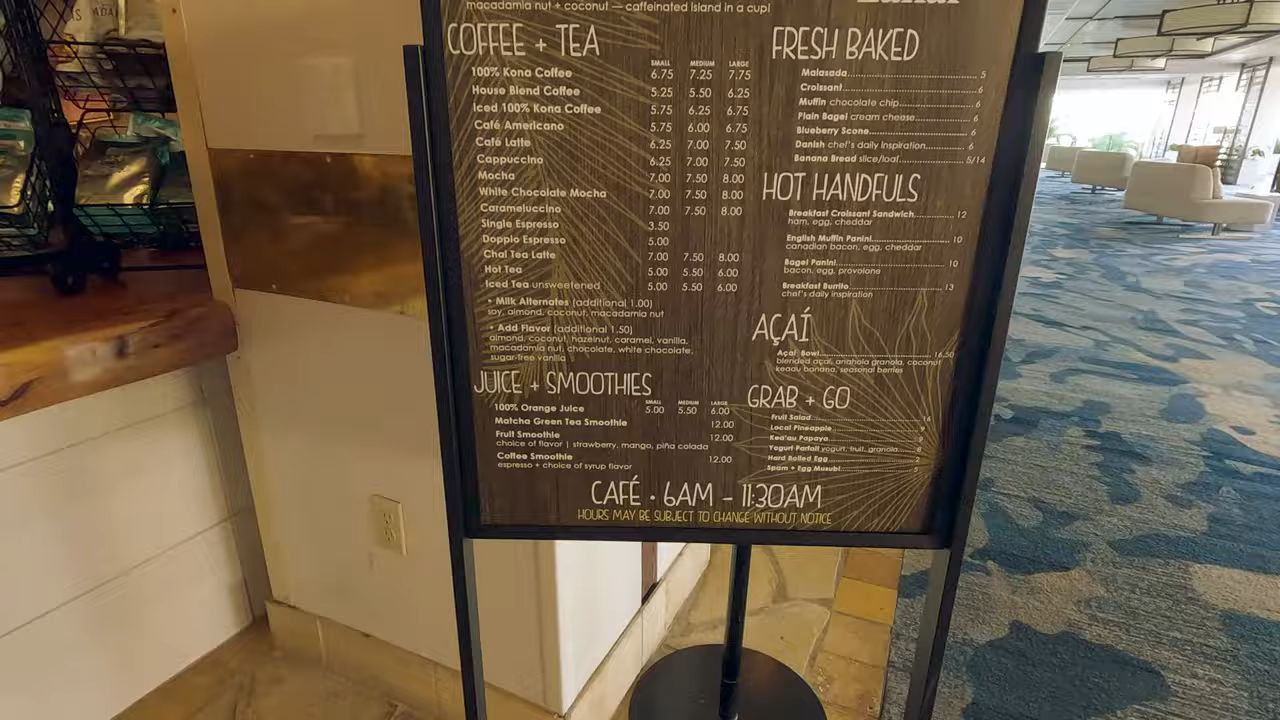 macadamia nut + coconut — caffeinated island in a cup!
COFFEE + TEA
SMALL MEDIUM LARGE
100% Kona Coffee 6.75 7.25 7.75
House Blend Coffee 5.25 5.50 6.25
Iced 100% Kona Coffee 5.75 6.25 6.75
Café Americano 5.75 6.00 6.75
Café Latte 6.25 7.00 7.50
Cappuccino 6.25 7.00 7.50
Mocha 7.00 7.50 8.00
White Chocolate Mocha 7.00 7.50 8.00
Carameluccino 7.00 7.50 8.00
Single Espresso 3.50
Doppio Espresso 5.00
Chai Tea Latte 7.00 7.50 8.00
Hot Tea 5.00 5.50 6.00
Iced Tea unsweetened 5.00 5.50 6.00
• Milk Alternates (additional 1.00)
soy, almond, coconut, macadamia nut
• Add Flavor (additional 1.50)
almond, coconut, hazelnut, caramel, vanilla,
macadamia nut, chocolate, white chocolate,
sugar-free vanilla
JUICE + SMOOTHIES
SMALL MEDIUM LARGE
100% Orange Juice 5.00 5.50 6.00
Matcha Green Tea Smoothie 12.00
Fruit Smoothie 12.00
choice of flavor | strawberry, mango, piña colada
Coffee Smoothie 12.00
espresso + choice of syrup flavor
FRESH BAKED
Malasada 5
Croissant 6
Muffin chocolate chip 6
Plain Bagel cream cheese 6
Blueberry Scone 6
Danish chef's daily inspiration 6
Banana Bread slice/loaf 5/14
HOT HANDFULS
Breakfast Croissant Sandwich 12
ham, egg, cheddar
English Muffin Panini 10
canadian bacon, egg, cheddar
Bagel Panini 10
bacon, egg, provolone
Breakfast Burrito 13
chef's daily inspiration
AÇAÍ
Açaí Bowl 16.50
blended açaí, anahola granola, coconut
keaau banana, seasonal berries
GRAB + GO
Fruit Salad
Local Pineapple 9
Kea'au Papaya
Yogurt Parfait yogurt, fruit, granola
Hard Boiled Egg
Spam + Egg Musubi
CAFÉ • 6AM - 11:30AM
HOURS MAY BE SUBJECT TO CHANGE WITHOUT NOTICE